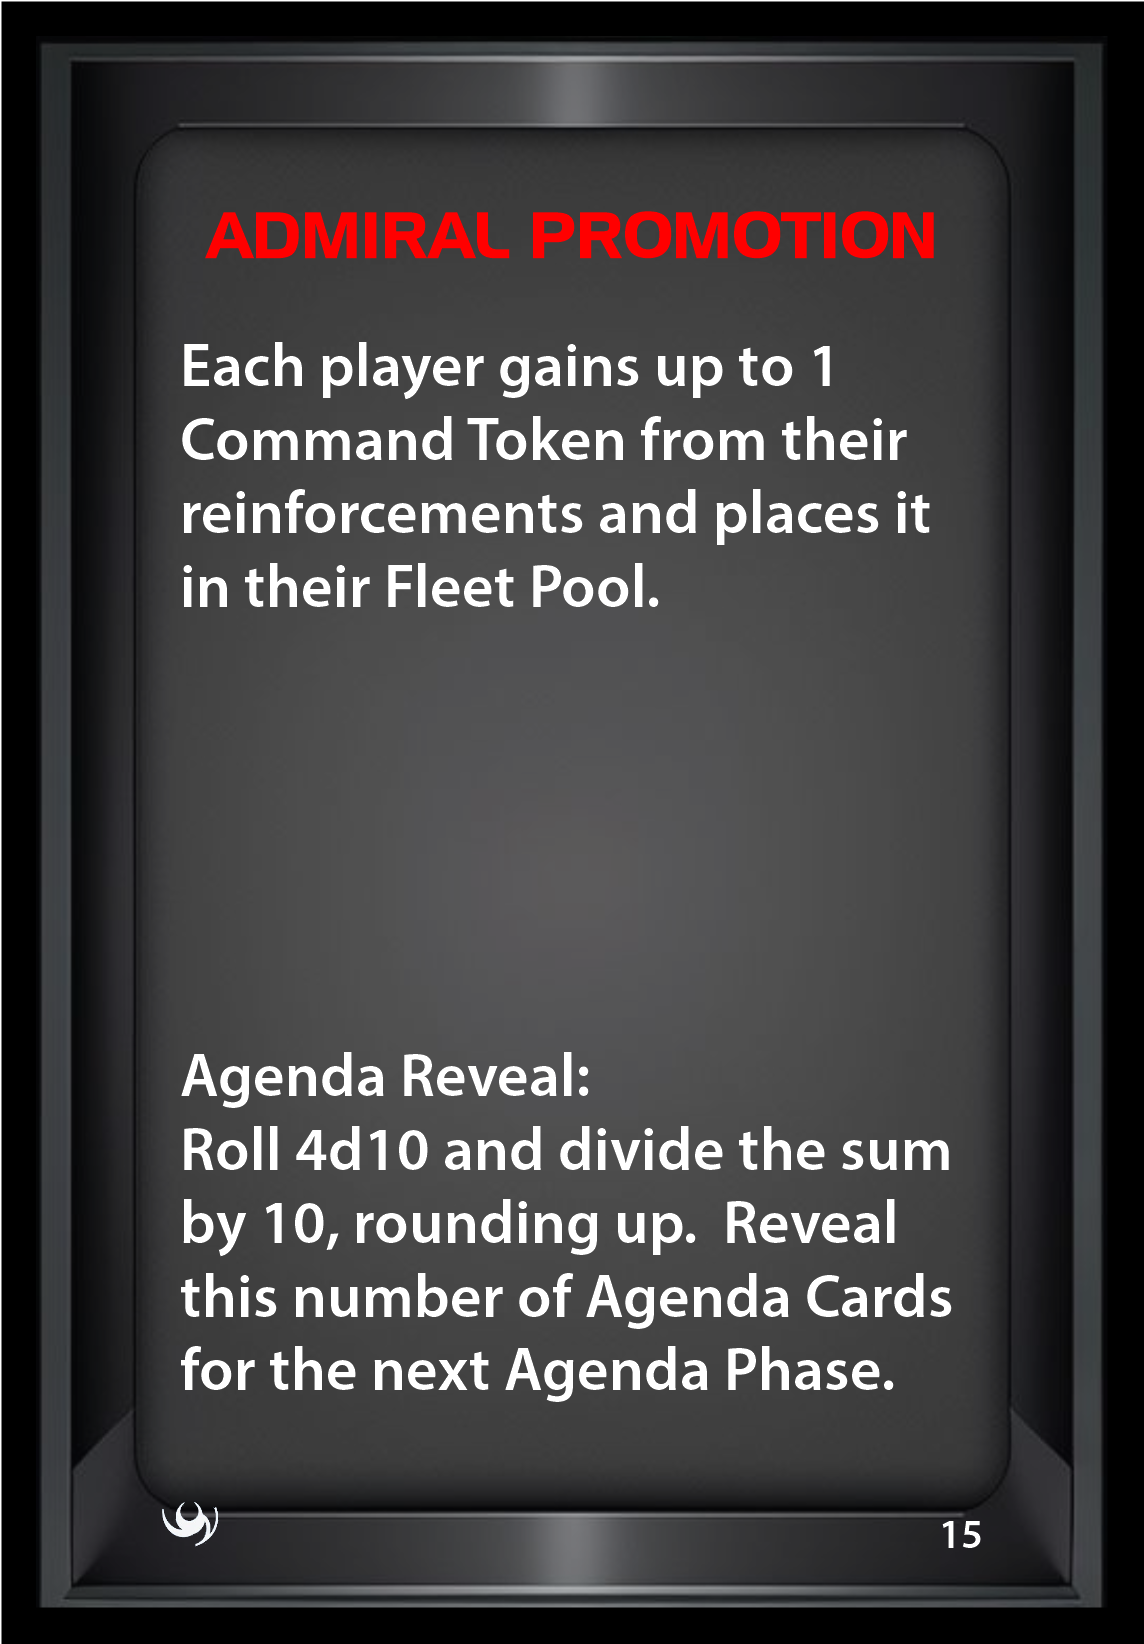 ADMIRAL PROMOTION
Each player gains up to 1
Command Token from their
reinforcements and places it
in their Fleet Pool.
Agenda Reveal:
Roll 4d10 and divide the sum
by 10, rounding up.  Reveal
this number of Agenda Cards
for the next Agenda Phase.
15